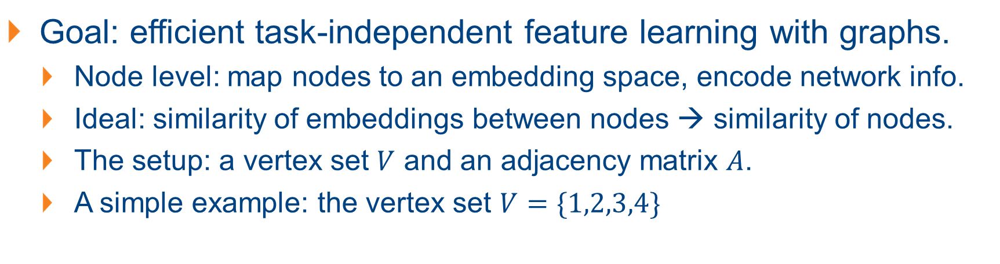 Goal: efficient task-independent feature learning with graphs.
Node level: map nodes to an embedding space, encode network info.
Ideal: similarity of embeddings between nodes → similarity of nodes.
The setup: a vertex set V and an adjacency matrix A.
A simple example: the vertex set V = {1,2,3,4}